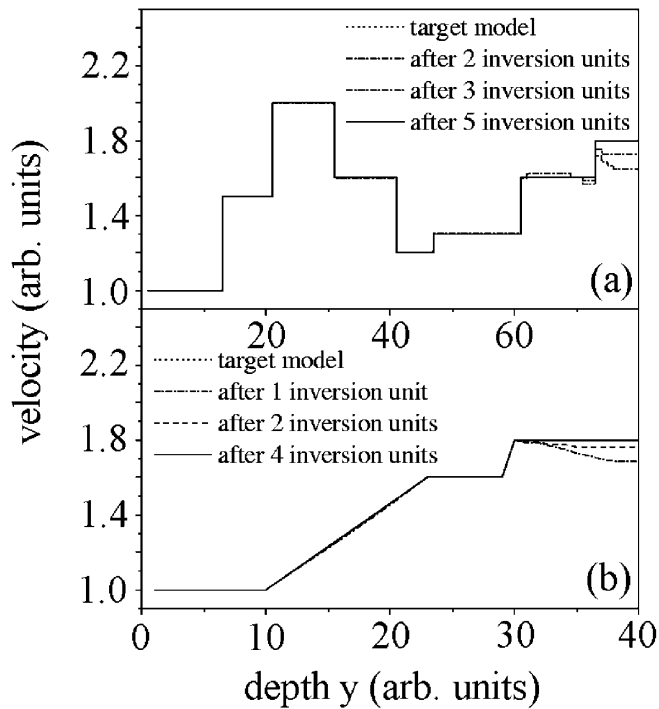 target model
after 2 inversion units
after 3 inversion units
after 5 inversion units
2.2
1.8
1.4
1.0
(a)
20 40 60
velocity (arb. units)
target model
after 1 inversion unit
after 2 inversion units
after 4 inversion units
2.2
1.8
1.4
1.0
(b)
0 10 20 30 40
depth y (arb. units)